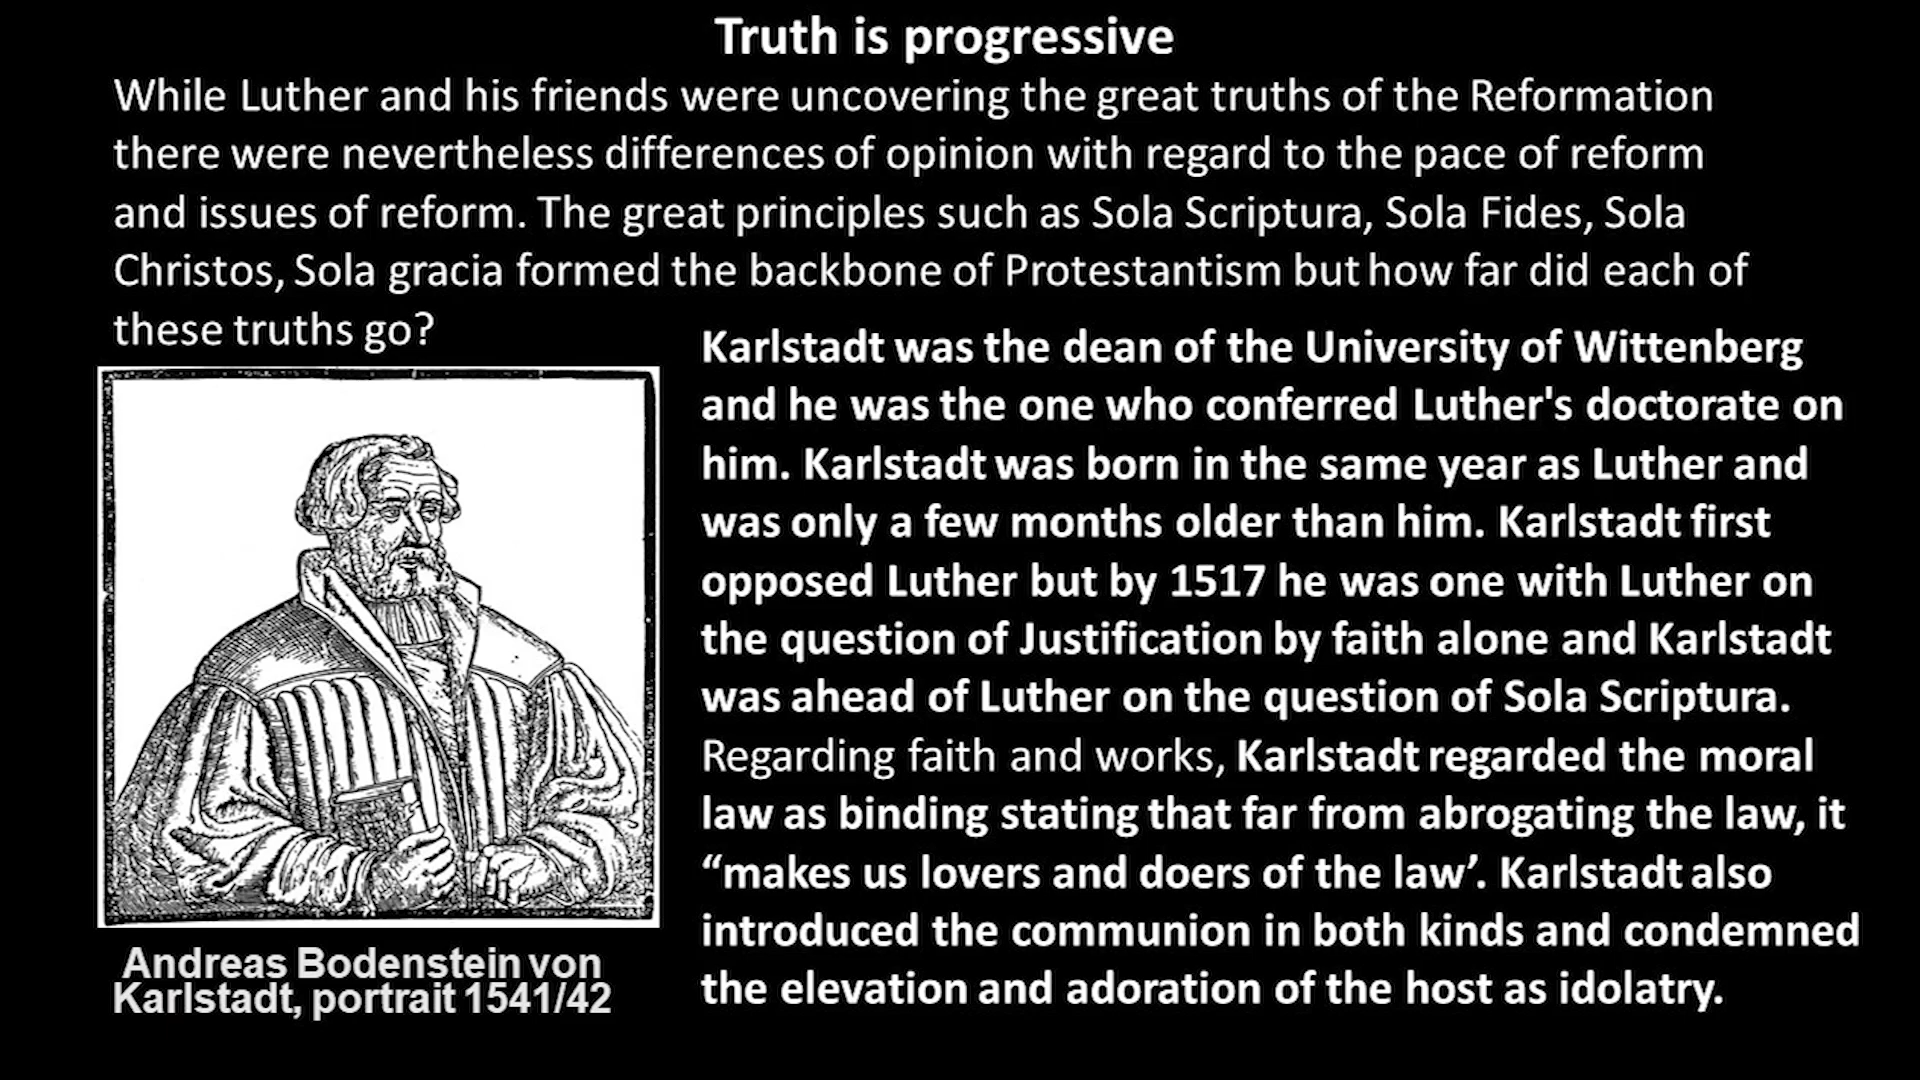 Truth is progressive
While Luther and his friends were uncovering the great truths of the Reformation
there were nevertheless differences of opinion with regard to the pace of reform
and issues of reform. The great principles such as Sola Scriptura, Sola Fides, Sola
Christos, Sola gracia formed the backbone of Protestantism but how far did each of
these truths go?
Karlstadt was the dean of the University of Wittenberg
and he was the one who conferred Luther's doctorate on
him. Karlstadt was born in the same year as Luther and
was only a few months older than him. Karlstadt first
opposed Luther but by 1517 he was one with Luther on
the question of Justification by faith alone and Karlstadt
was ahead of Luther on the question of Sola Scriptura.
Regarding faith and works, Karlstadt regarded the moral
law as binding stating that far from abrogating the law, it
“makes us lovers and doers of the law’. Karlstadt also
introduced the communion in both kinds and condemned
the elevation and adoration of the host as idolatry.
Andreas Bodenstein von
Karlstadt, portrait 1541/42